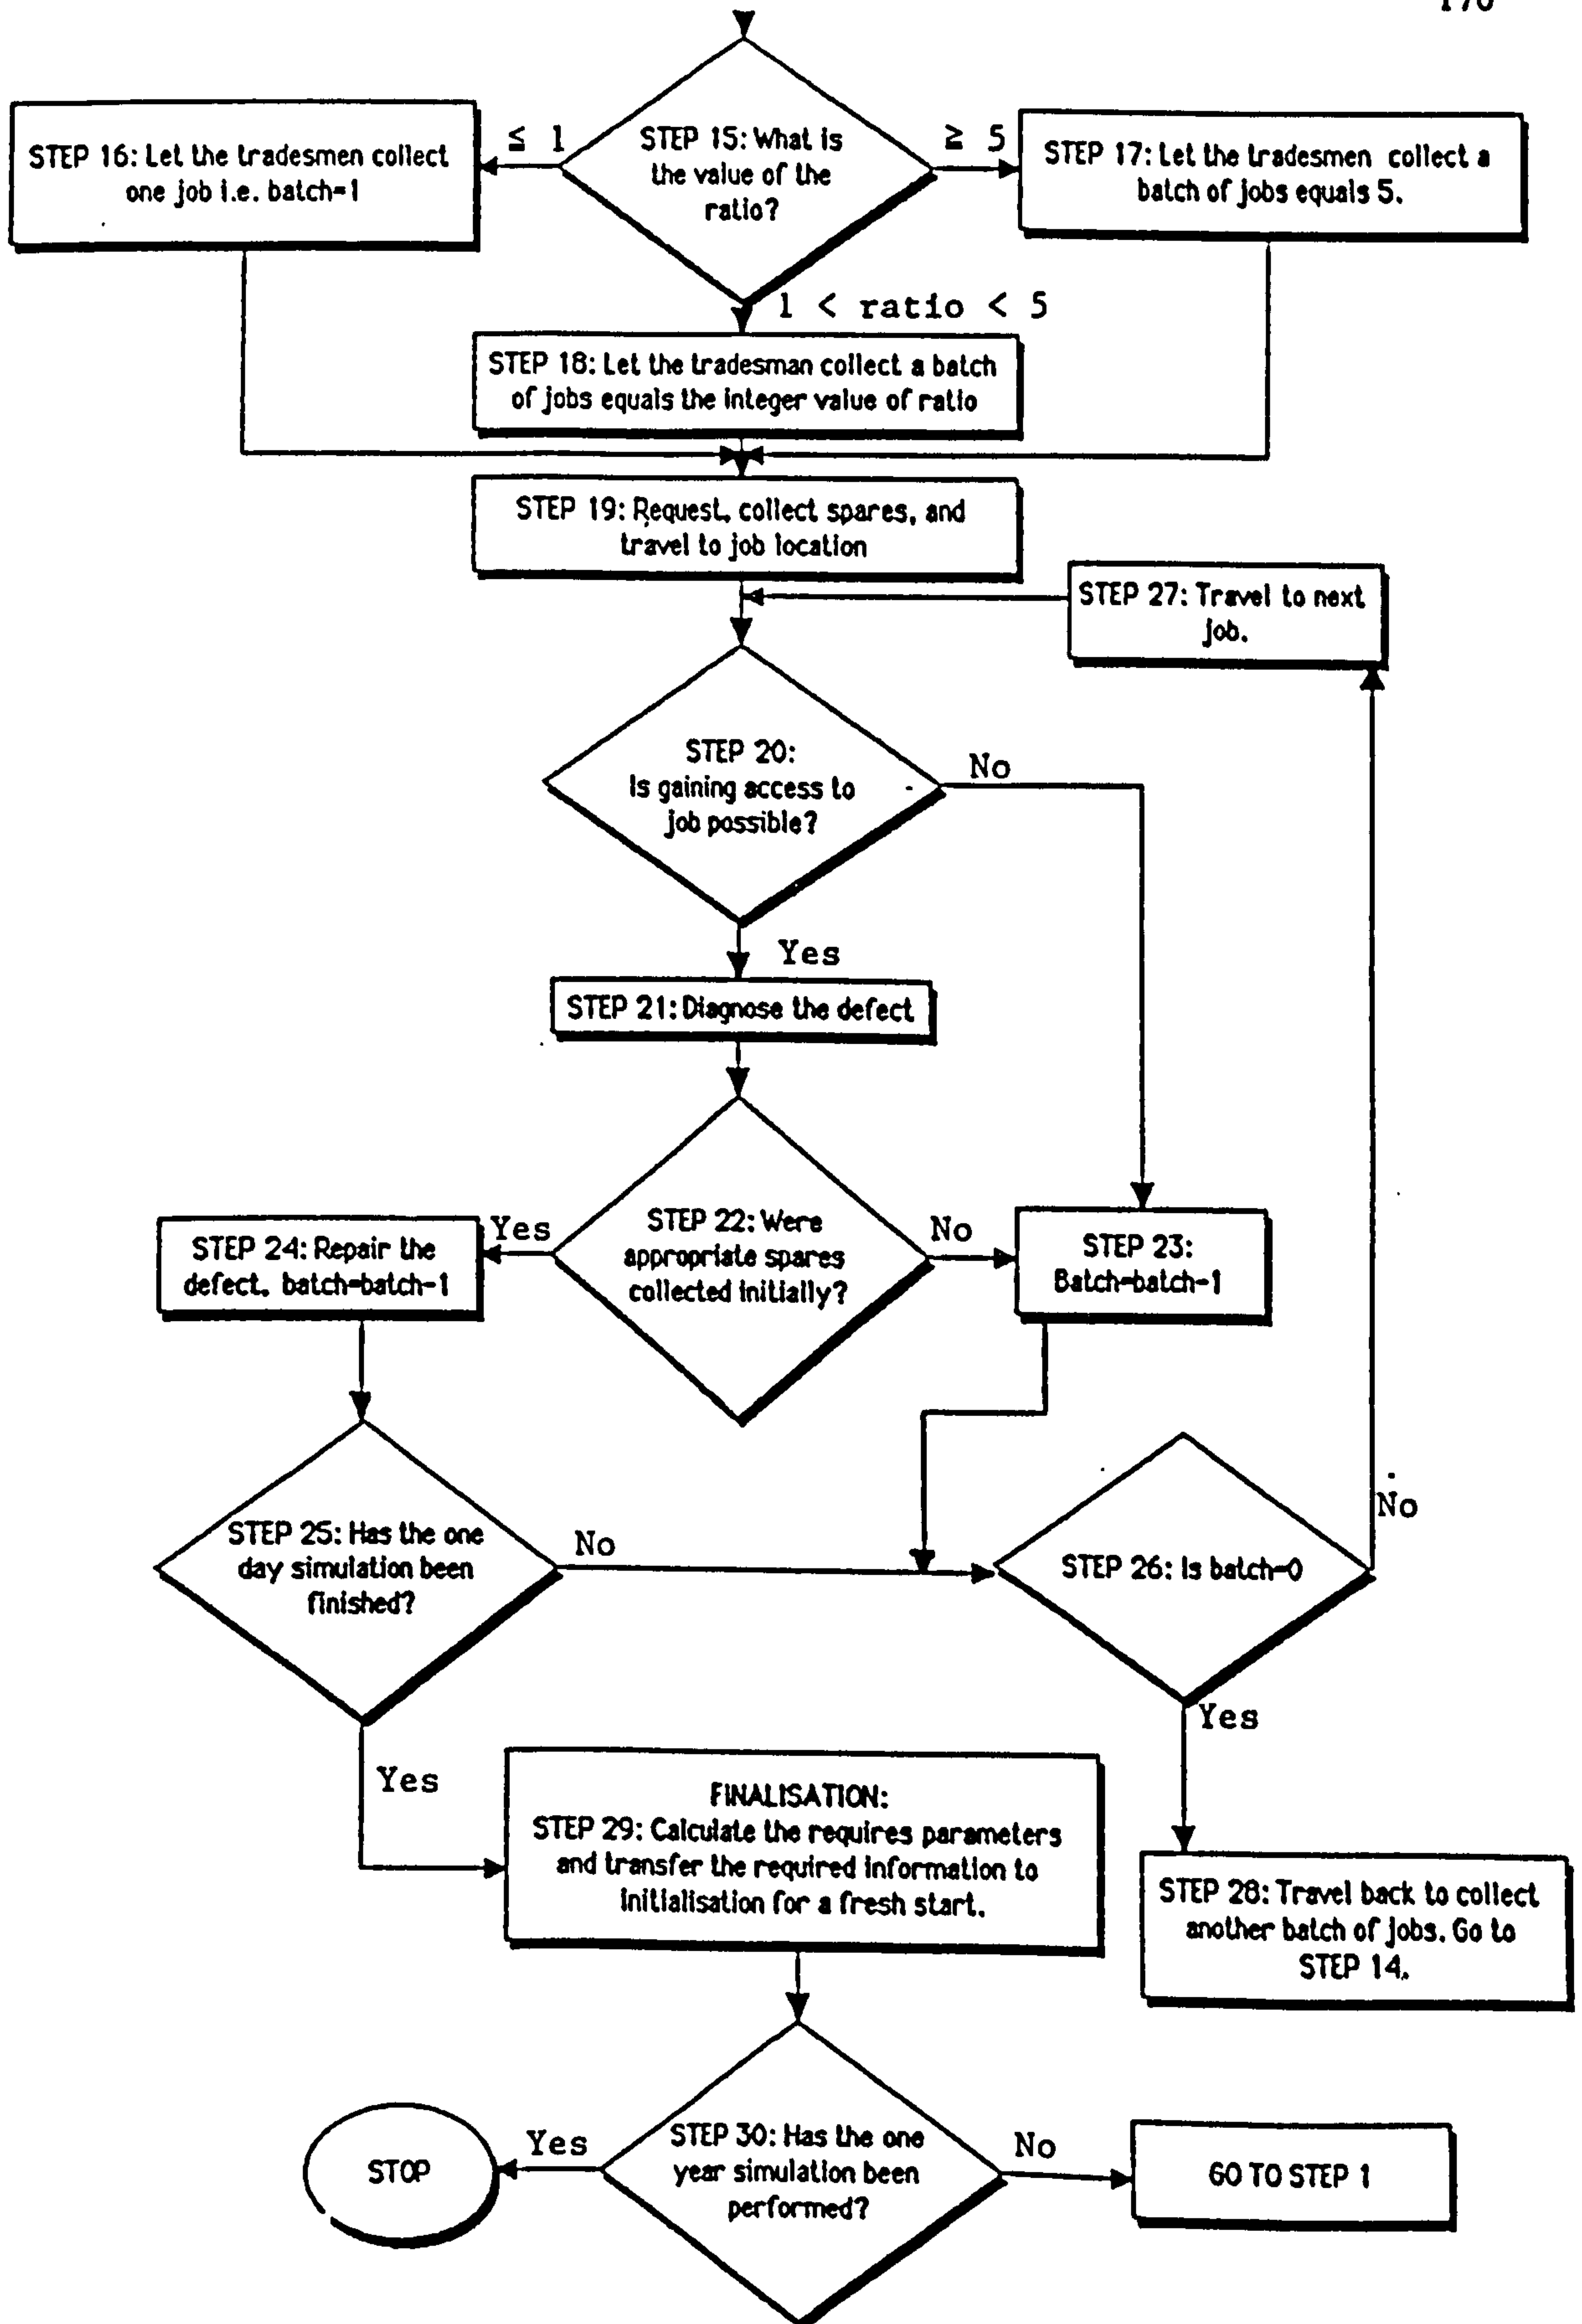 170
≤ 1
STEP 15: What is
the value of the
ratio?
≥ 5
STEP 16: Let the tradesmen collect
one job i.e. batch=1
STEP 17: Let the tradesmen collect a
batch of jobs equals 5.
1 < ratio < 5
STEP 18: Let the tradesman collect a batch
of jobs equals the integer value of ratio
STEP 19: Request, collect spares, and
travel to job location
STEP 27: Travel to next
job.
STEP 20:
Is gaining access to
job possible?
No
Yes
STEP 21: Diagnose the defect
STEP 22: Were
appropriate spares
collected initially?
Yes
No
STEP 24: Repair the
defect. batch=batch-1
STEP 23:
Batch=batch-1
STEP 25: Has the one
day simulation been
finished?
No
STEP 26: Is batch=0
No
Yes
Yes
FINALISATION:
STEP 29: Calculate the requires parameters
and transfer the required information to
initialisation for a fresh start.
STEP 28: Travel back to collect
another batch of jobs. Go to
STEP 14.
STEP 30: Has the one
year simulation been
performed?
Yes
STOP
No
GO TO STEP 1